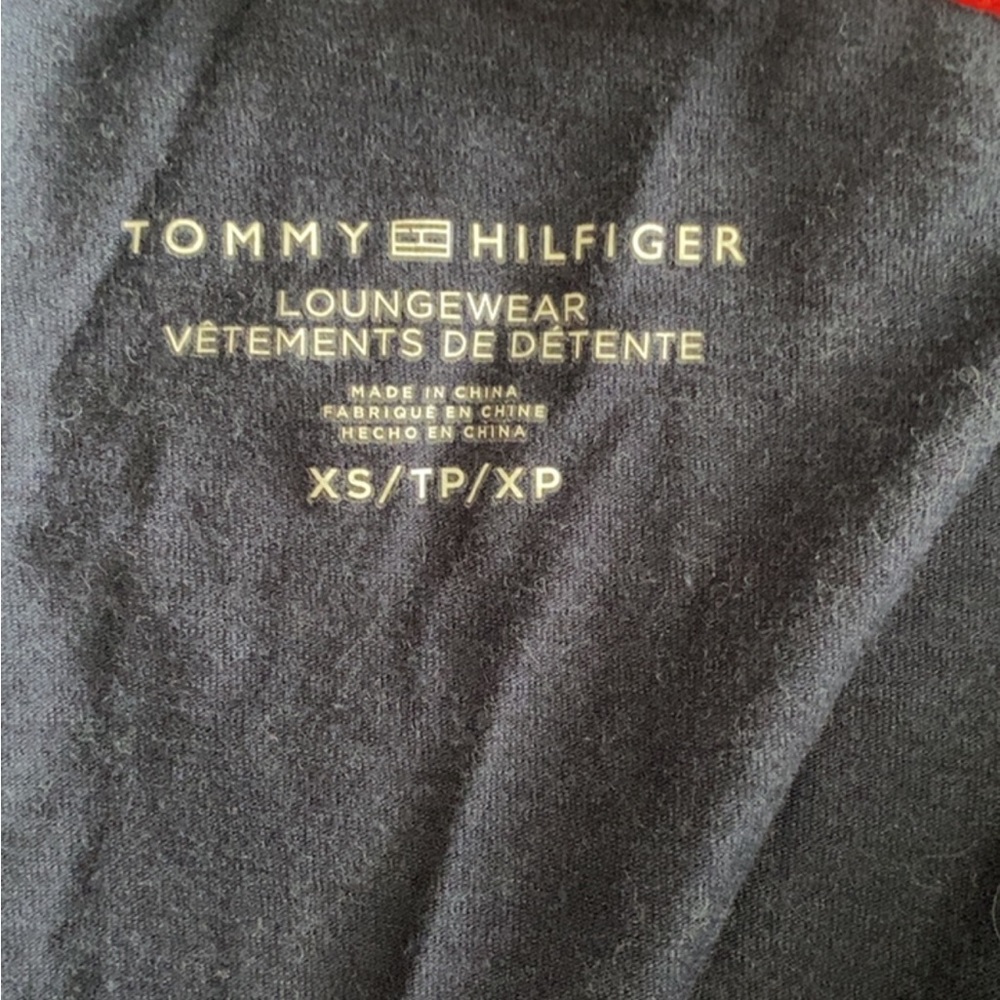 TOMMY HILFIGER
LOUNGEWEAR
VÊTEMENTS DE DÉTENTE
MADE IN CHINA
FABRIQUÉ EN CHINE
HECHO EN CHINA
XS/TP/XP